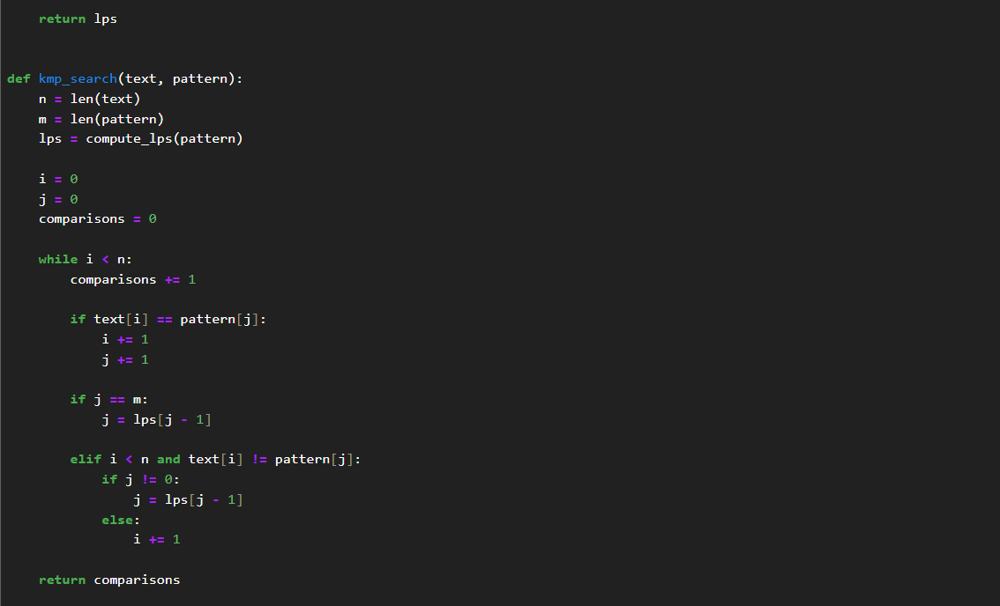 return lps
def kmp_search(text, pattern):
    n = len(text)
    m = len(pattern)
    lps = compute_lps(pattern)
    i = 0
    j = 0
    comparisons = 0
    while i < n:
        comparisons += 1
        if text[i] == pattern[j]:
            i += 1
            j += 1
        if j == m:
            j = lps[j - 1]
        elif i < n and text[i] != pattern[j]:
            if j != 0:
                j = lps[j - 1]
            else:
                i += 1
    return comparisons